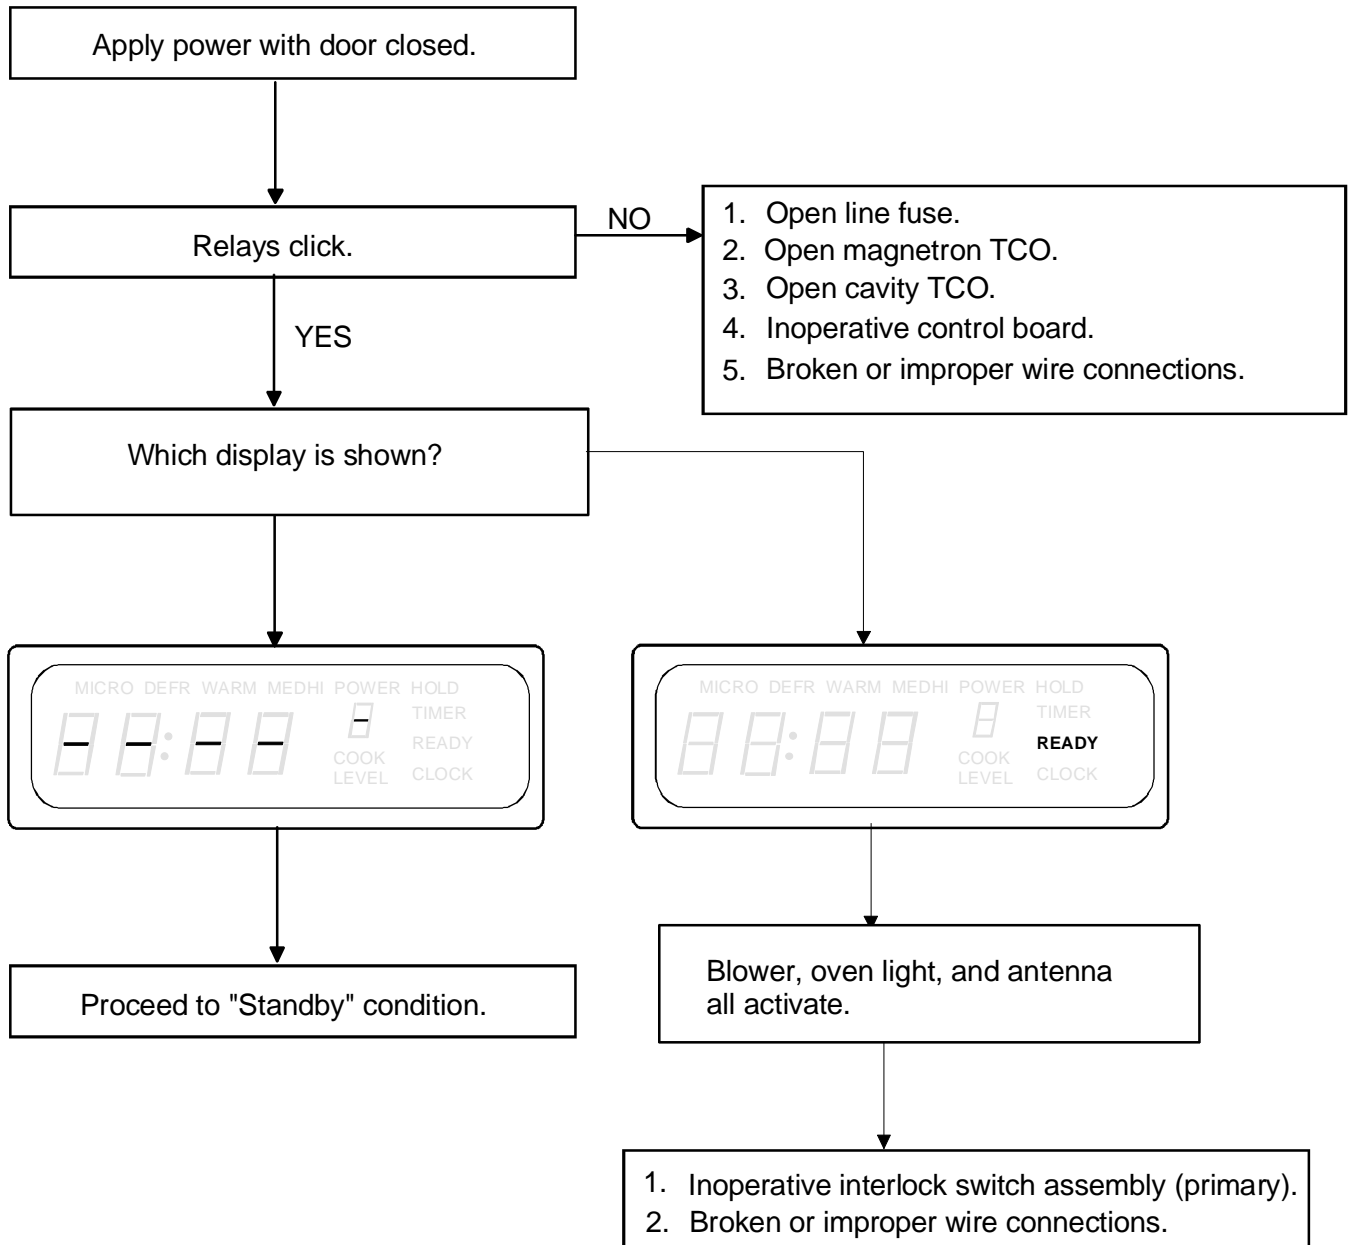 Apply power with door closed.
Relays click.
NO
1. Open line fuse.
2. Open magnetron TCO.
3. Open cavity TCO.
4. Inoperative control board.
5. Broken or improper wire connections.
YES
Which display is shown?
MICRO DEFR WARM MEDHI POWER HOLD
TIMER
READY
COOK
LEVEL CLOCK
MICRO DEFR WARM MEDHI POWER HOLD
TIMER
READY
COOK
LEVEL CLOCK
Proceed to "Standby" condition.
Blower, oven light, and antenna
all activate.
1. Inoperative interlock switch assembly (primary).
2. Broken or improper wire connections.